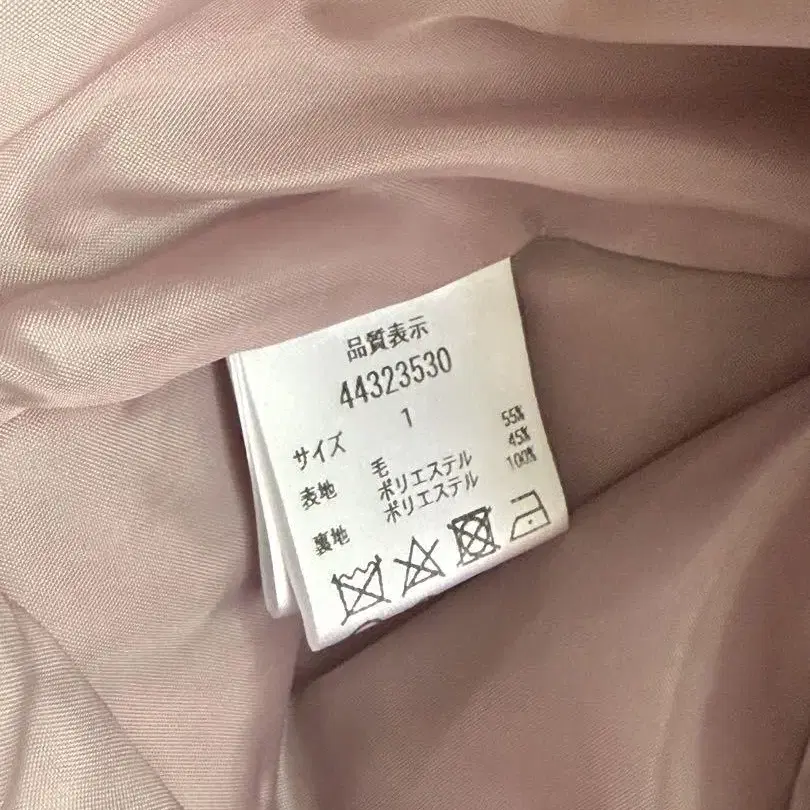 品質表示
44323530
サイズ 1
表地 毛 55%
ポリエステル 45%
裏地 ポリエステル 100%